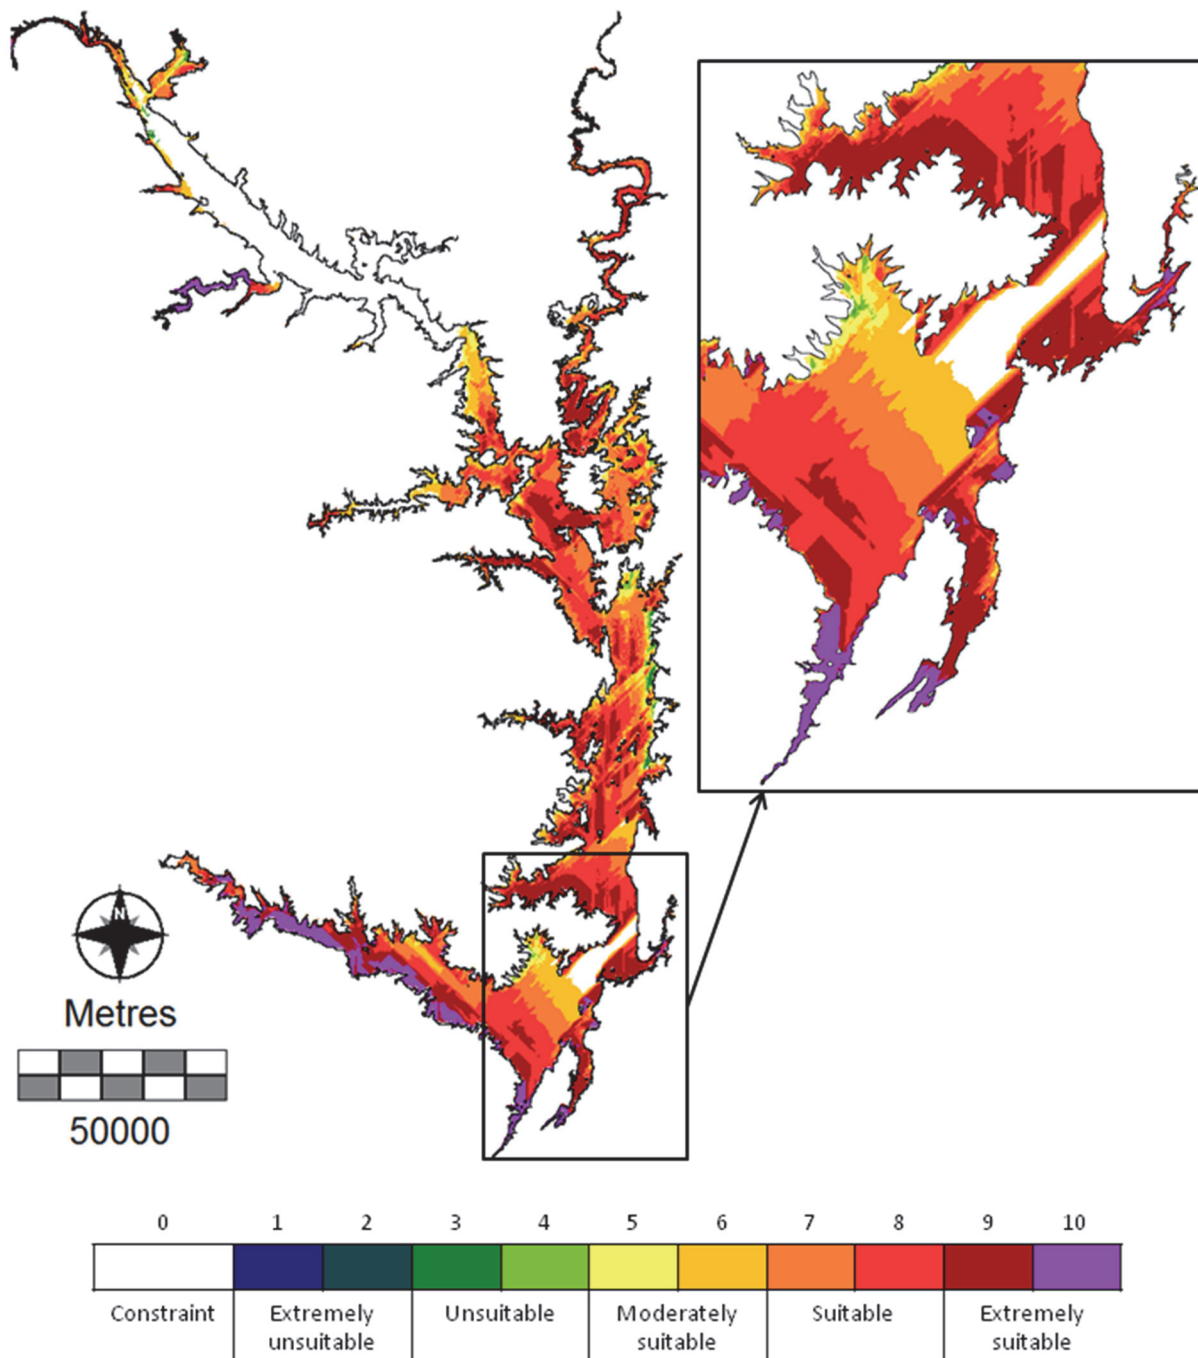 N
Metres
50000
0 1 2 3 4 5 6 7 8 9 10
Constraint Extremely unsuitable Unsuitable Moderately suitable Suitable Extremely suitable